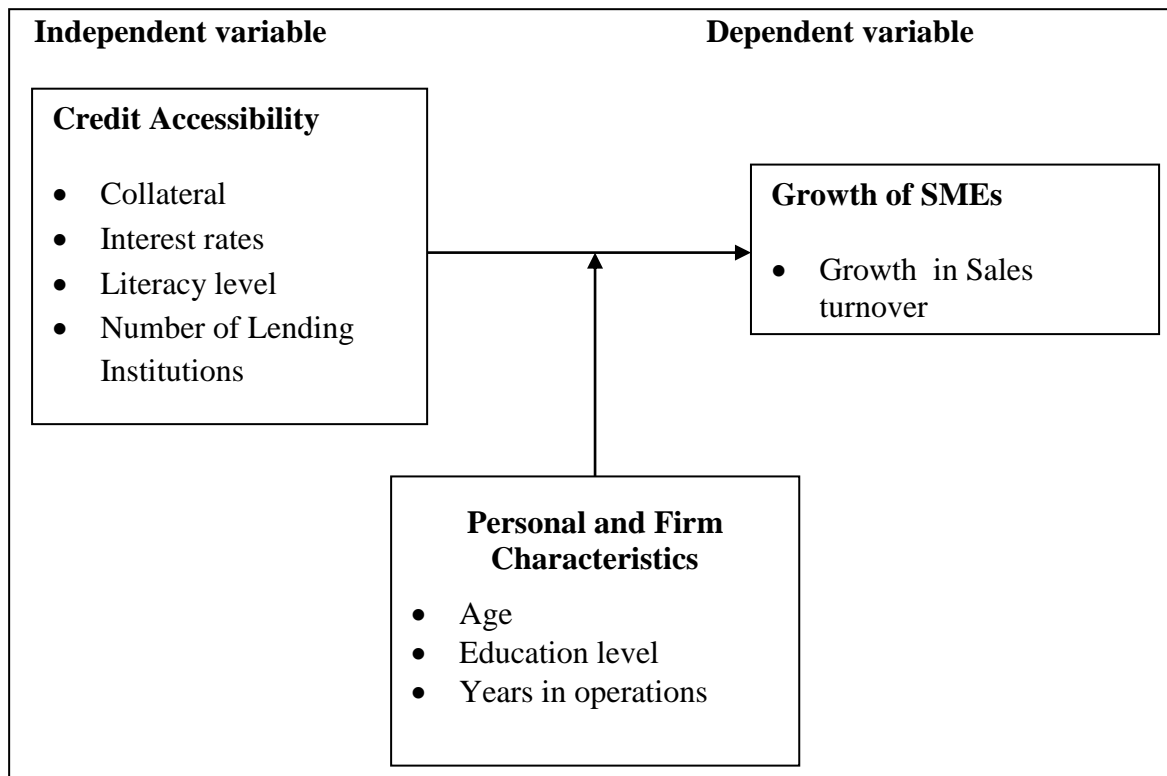 Independent variable
Dependent variable
Credit Accessibility
• Collateral
• Interest rates
• Literacy level
• Number of Lending
Institutions
Growth of SMEs
• Growth in Sales
turnover
Personal and Firm
Characteristics
• Age
• Education level
• Years in operations